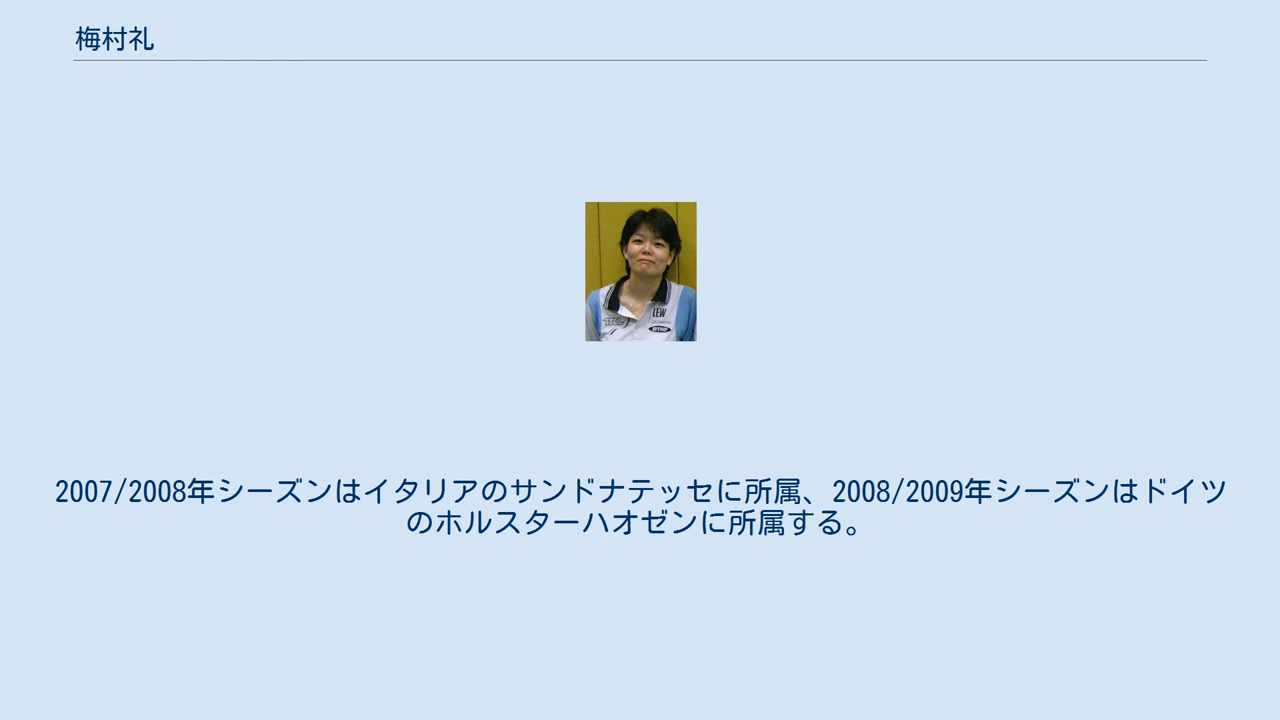 梅村礼
LEW
2007/2008年シーズンはイタリアのサンドナテッセに所属、2008/2009年シーズンはドイツ
のホルスターハオゼンに所属する。